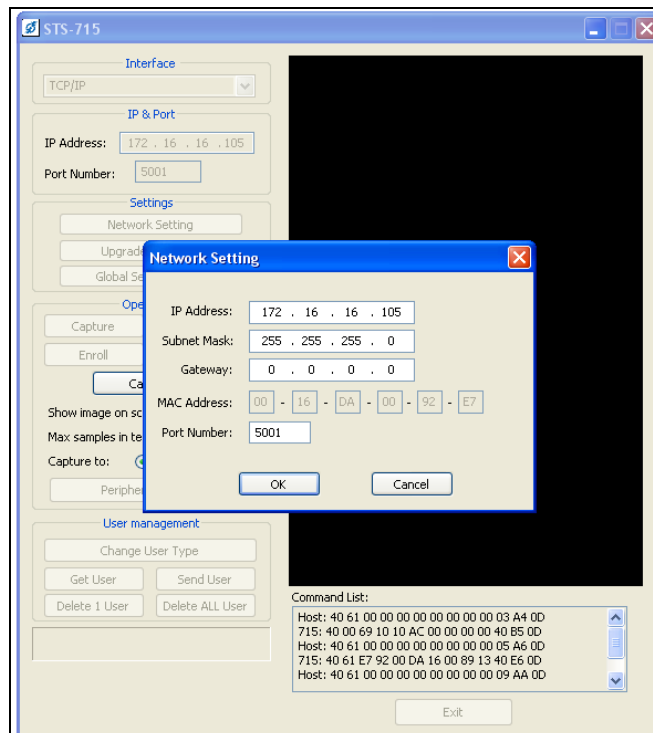 STS-715
Interface
TCP/IP
IP & Port
IP Address: 172 . 16 . 16 . 105
Port Number: 5001
Settings
Network Setting
Upgrade
Global
Capture
Enroll
Show image on
Max samples in
Capture to:
User management
Change User Type
Get User Send User
Delete 1 User Delete ALL User
Network Setting
IP Address: 172 . 16 . 16 . 105
Subnet Mask: 255 . 255 . 255 . 0
Gateway: 0 . 0 . 0 . 0
MAC Address: 00 - 16 - DA - 00 - 92 - E7
Port Number: 5001
OK Cancel
Command List:
Host: 40 61 00 00 00 00 00 00 00 00 03 A4 0D
715: 40 00 69 10 10 AC 00 00 00 00 40 B5 0D
Host: 40 61 00 00 00 00 00 00 00 00 05 A6 0D
715: 40 61 E7 92 00 DA 16 00 89 13 40 E6 0D
Host: 40 61 00 00 00 00 00 00 00 00 09 AA 0D
Exit